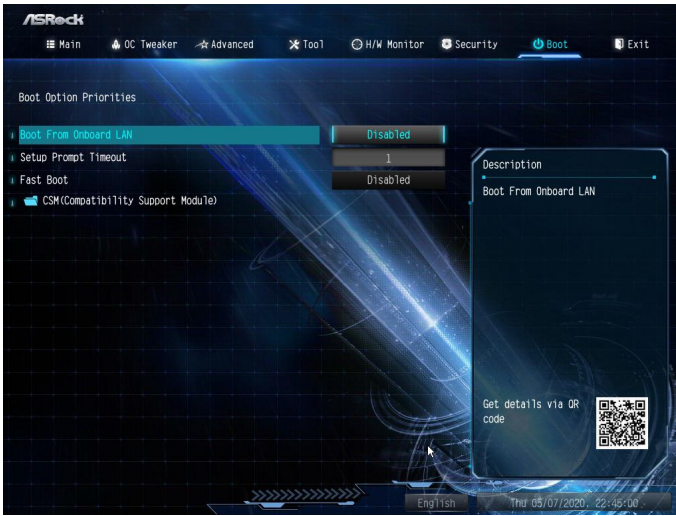 ASRock
Main OC Tweaker Advanced Tool H/W Monitor Security Boot Exit
Boot Option Priorities
Boot From Onboard LAN Disabled
Setup Prompt Timeout 1
Fast Boot Disabled
CSM(Compatibility Support Module)
Description
Boot From Onboard LAN
Get details via QR
code
English
Thu 05/07/2020, 22:45:00